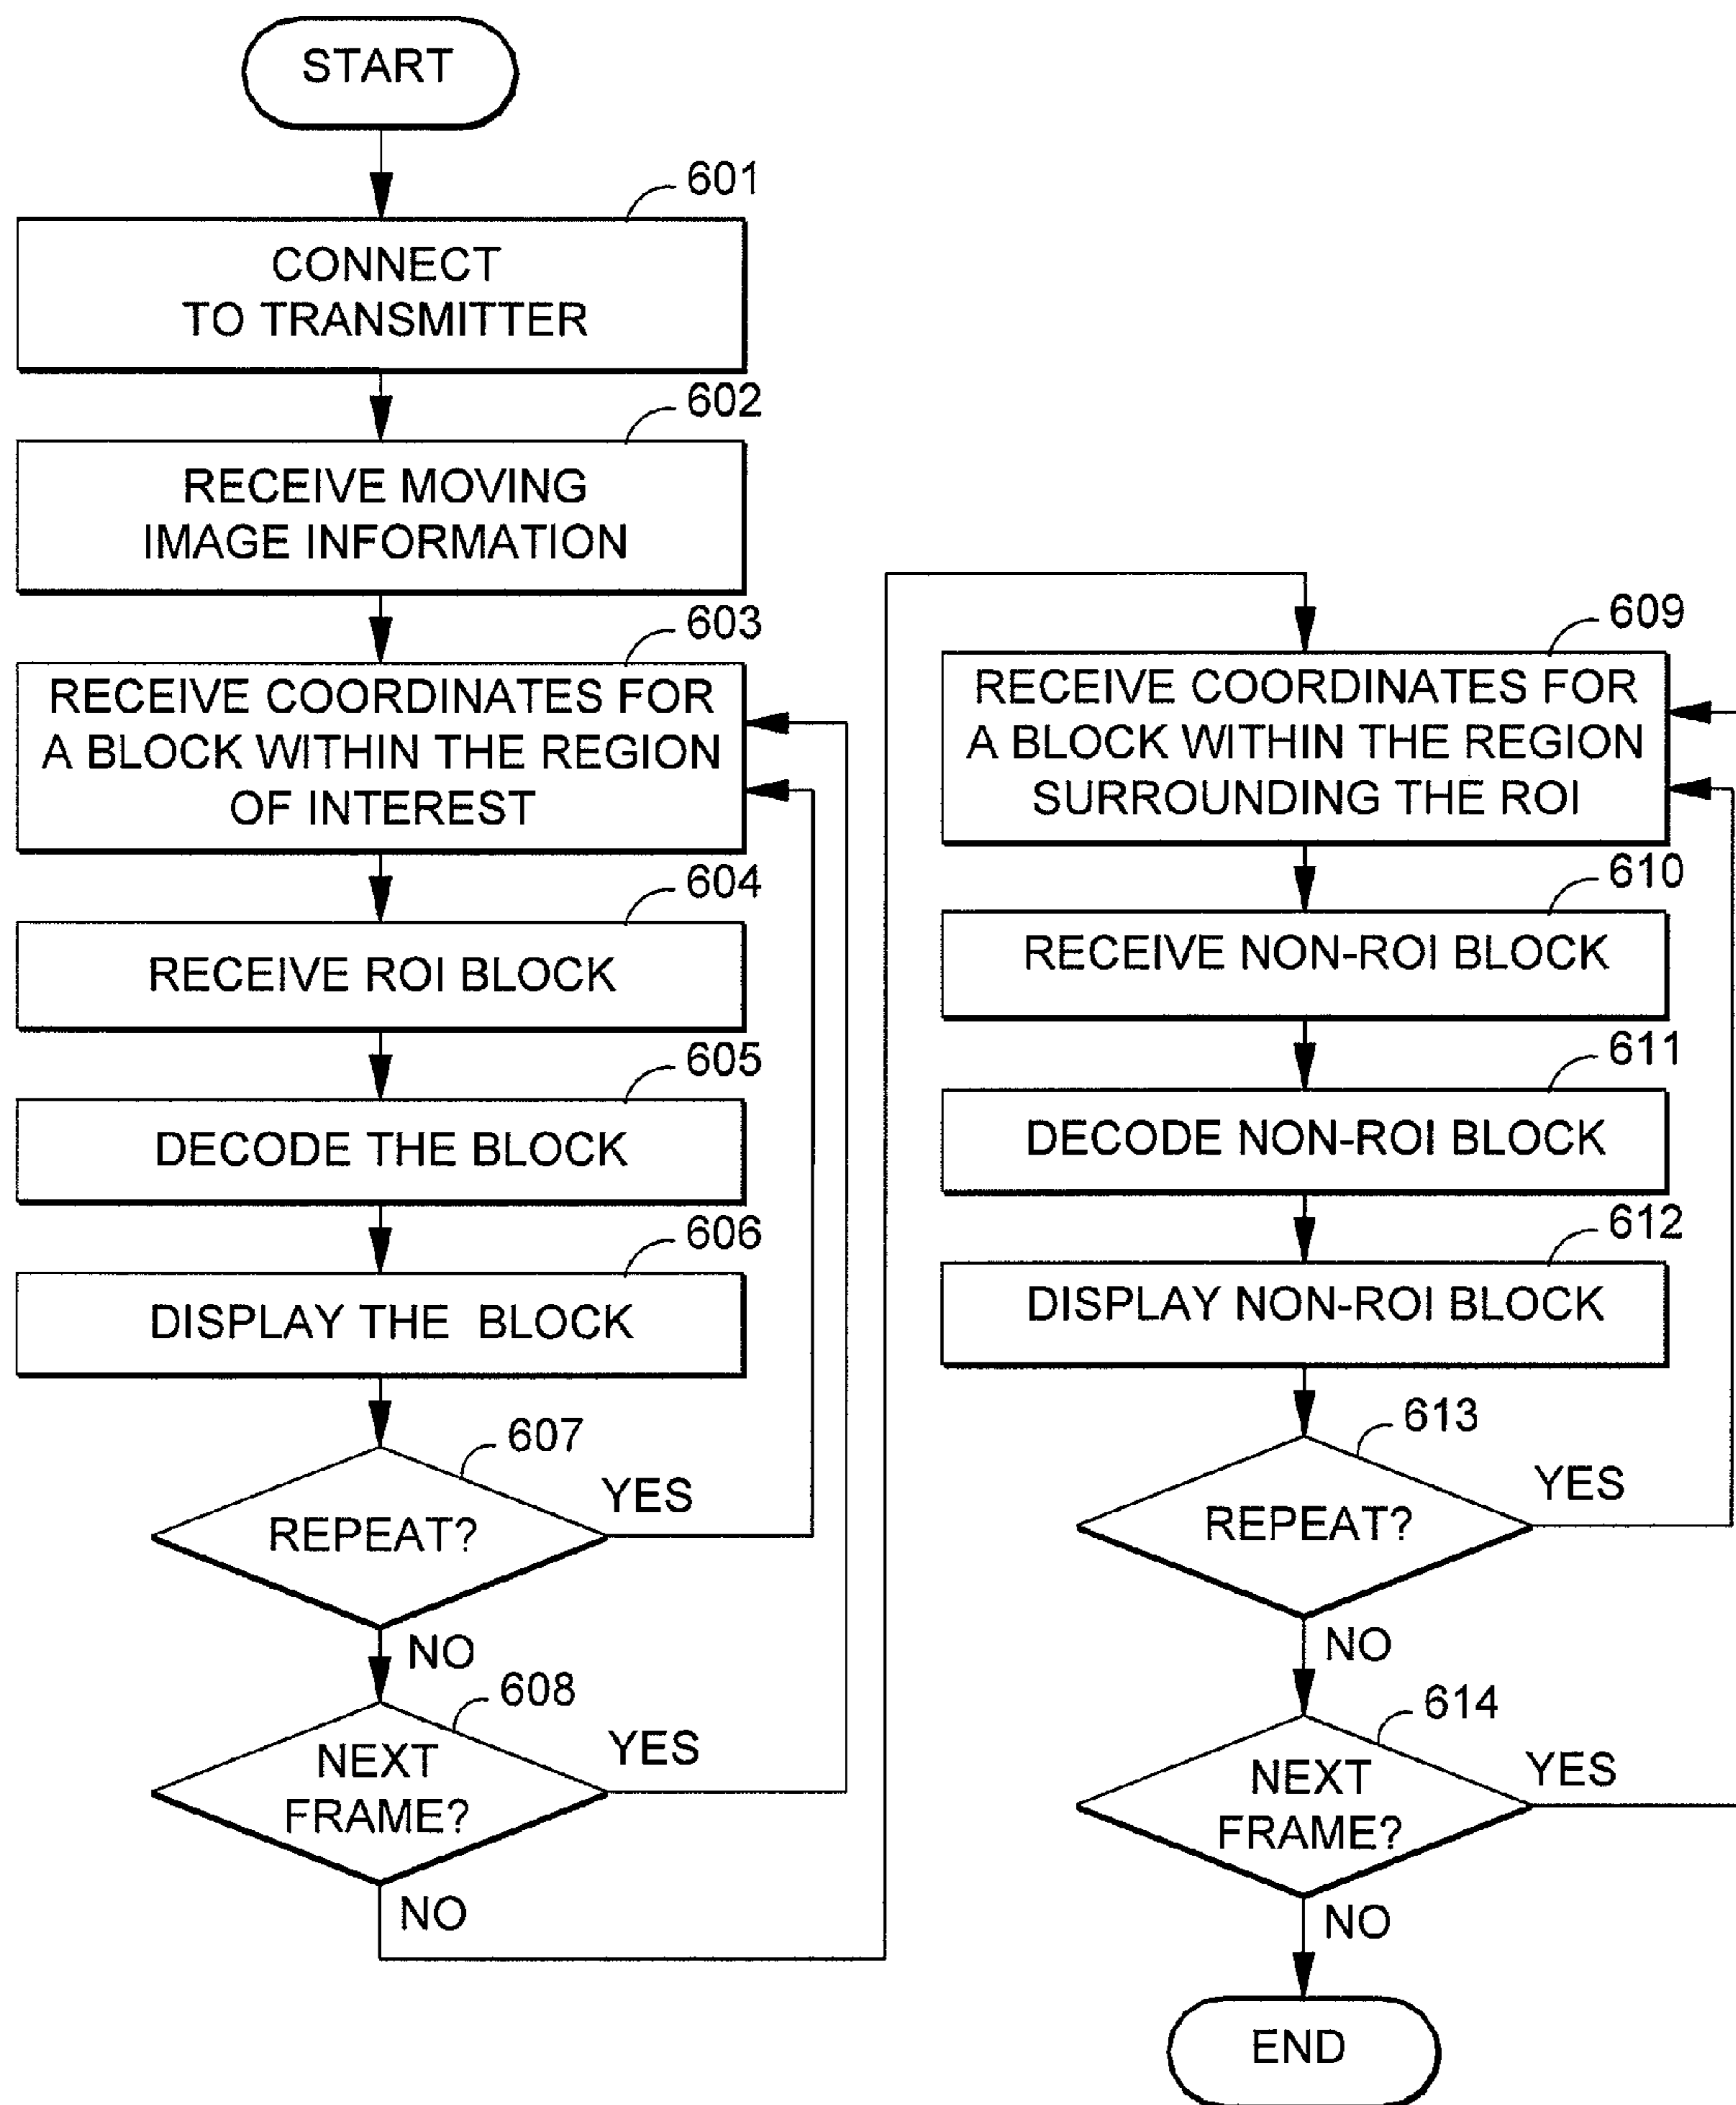 START
601
CONNECT
TO TRANSMITTER
602
RECEIVE MOVING
IMAGE INFORMATION
603
RECEIVE COORDINATES FOR
A BLOCK WITHIN THE REGION
OF INTEREST
604
RECEIVE ROI BLOCK
605
DECODE THE BLOCK
606
DISPLAY THE BLOCK
607
REPEAT?
YES
NO
608
NEXT
FRAME?
YES
NO
609
RECEIVE COORDINATES FOR
A BLOCK WITHIN THE REGION
SURROUNDING THE ROI
610
RECEIVE NON-ROI BLOCK
611
DECODE NON-ROI BLOCK
612
DISPLAY NON-ROI BLOCK
613
REPEAT?
YES
NO
614
NEXT
FRAME?
YES
NO
END